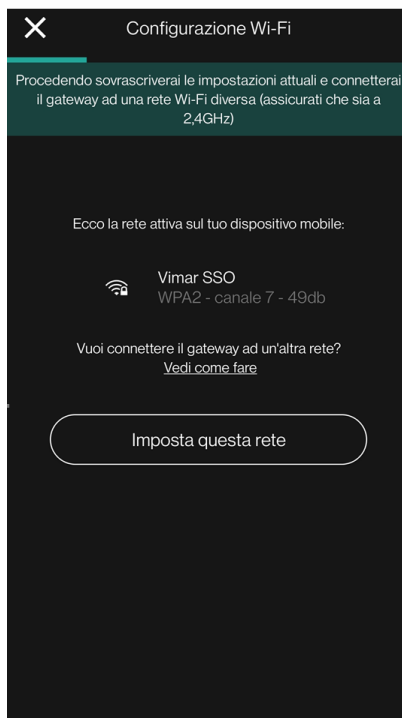 Configurazione Wi-Fi
Procedendo sovrascriverai le impostazioni attuali e connetterai
il gateway ad una rete Wi-Fi diversa (assicurati che sia a
2,4GHz)
Ecco la rete attiva sul tuo dispositivo mobile:
Vimar SSO
WPA2 - canale 7 - 49db
Vuoi connettere il gateway ad un'altra rete?
Vedi come fare
Imposta questa rete